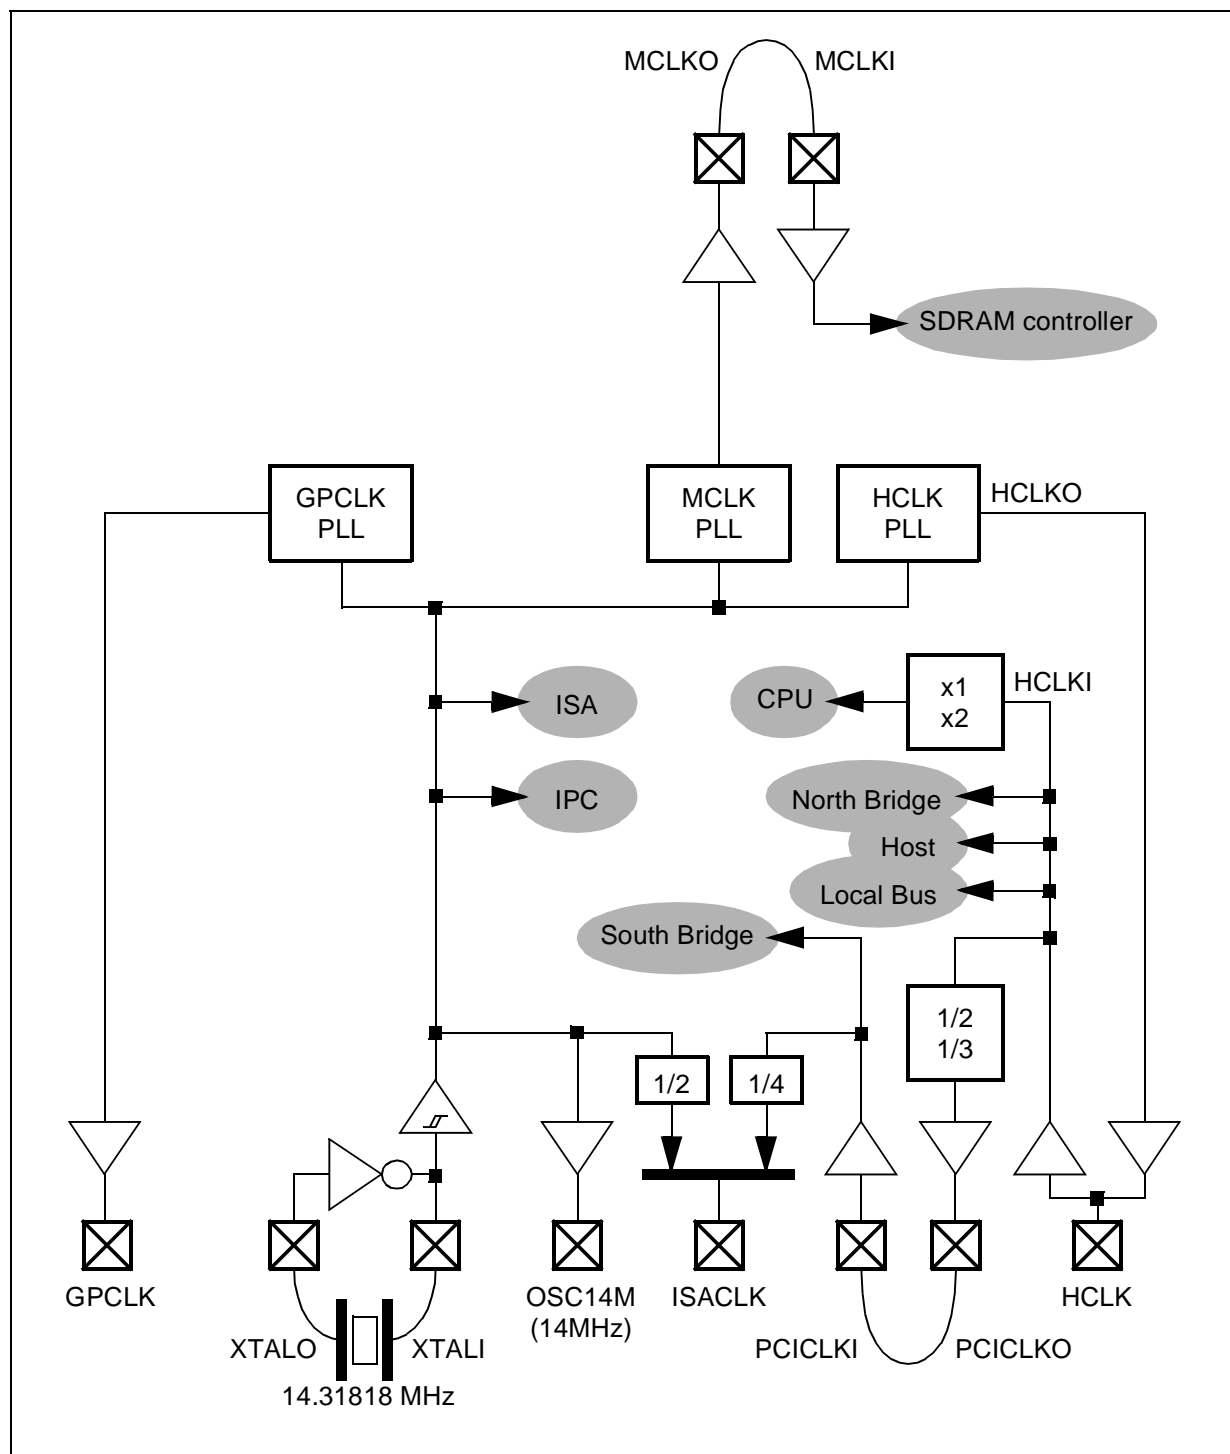 MCLKO
MCLKI
SDRAM controller
GPCLK
PLL
MCLK
PLL
HCLK
PLL
HCLKO
ISA
CPU
x1
x2
HCLKI
IPC
North Bridge
Host
Local Bus
South Bridge
1/2
1/3
1/2
1/4
GPCLK
OSC14M
(14MHz)
ISACLK
HCLK
XTALO
XTALI
PCICLKI
PCICLKO
14.31818 MHz